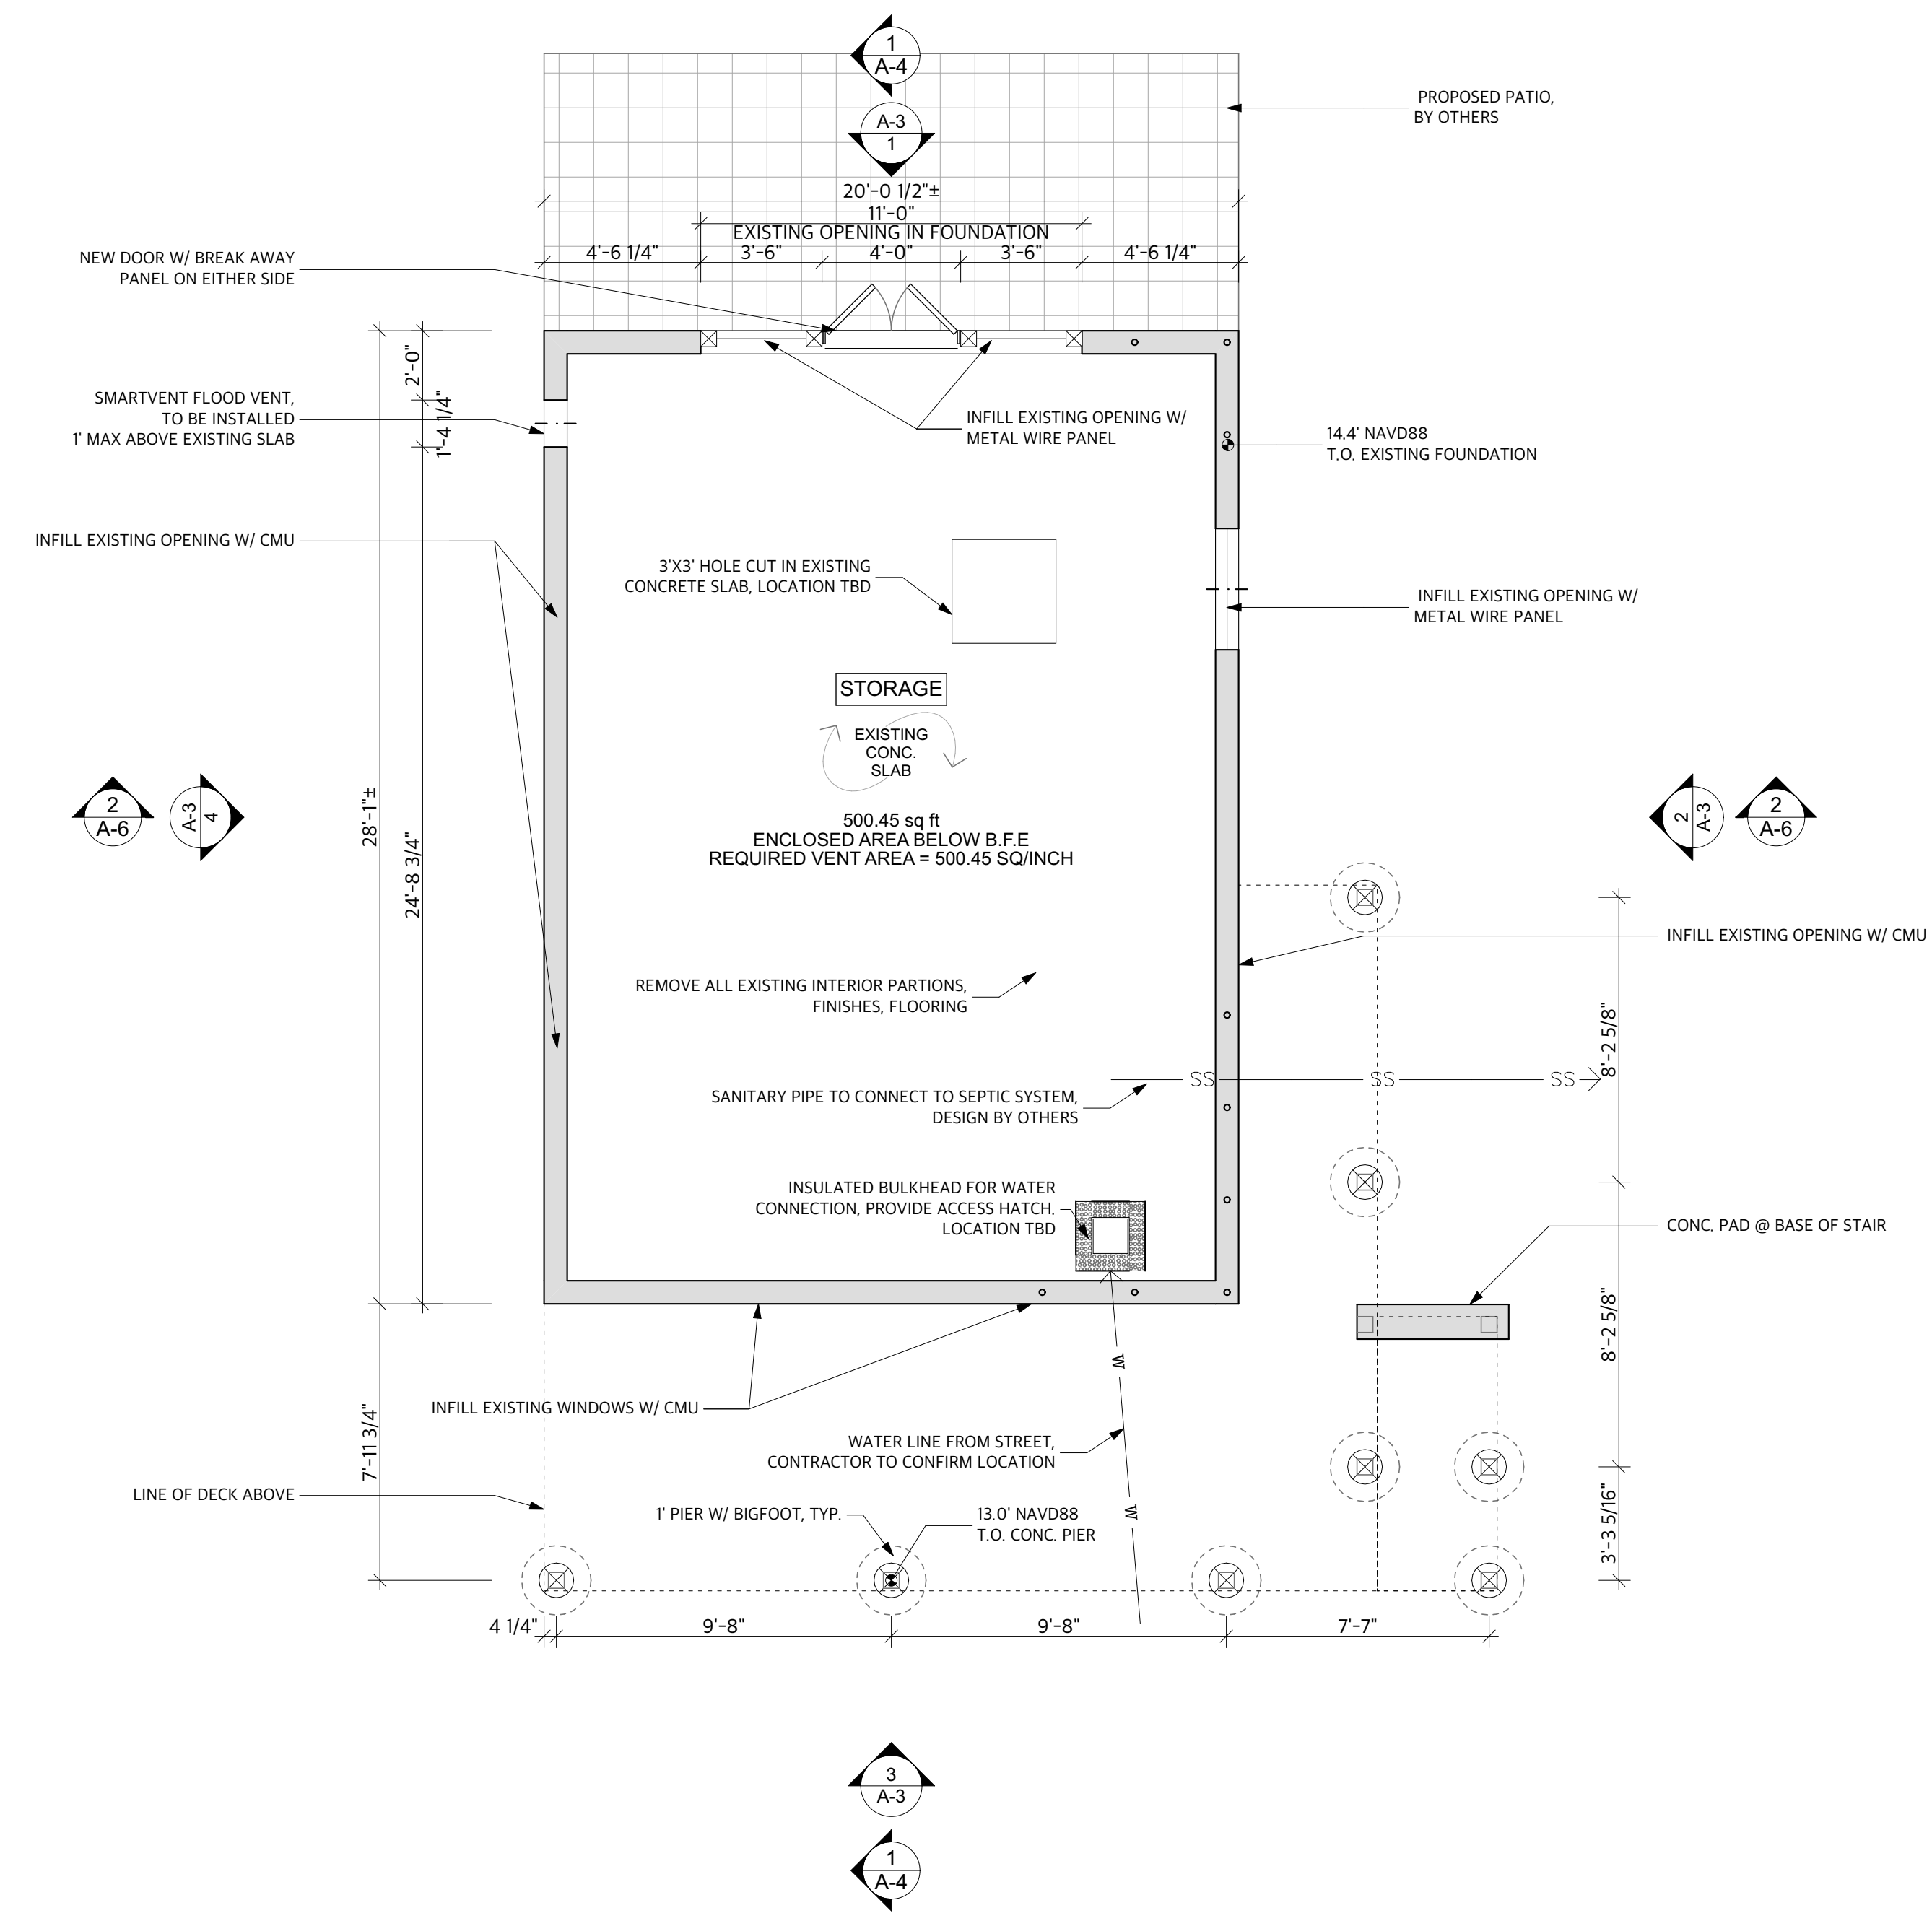 1
A-4
PROPOSED PATIO,
BY OTHERS
A-3
1
20'-0 1/2"±
11'-0"
EXISTING OPENING IN FOUNDATION
4'-6 1/4"
3'-6"
4'-0"
3'-6"
4'-6 1/4"
NEW DOOR W/ BREAK AWAY
PANEL ON EITHER SIDE
2'-0"
1'-4 1/4"
SMARTVENT FLOOD VENT,
TO BE INSTALLED
1' MAX ABOVE EXISTING SLAB
INFILL EXISTING OPENING W/
METAL WIRE PANEL
14.4' NAVD88
T.O. EXISTING FOUNDATION
INFILL EXISTING OPENING W/ CMU
3'X3' HOLE CUT IN EXISTING
CONCRETE SLAB, LOCATION TBD
INFILL EXISTING OPENING W/
METAL WIRE PANEL
STORAGE
EXISTING
CONC.
SLAB
2
A-6
A-3
4
28'-1"±
24'-8 3/4"
500.45 sq ft
ENCLOSED AREA BELOW B.F.E
REQUIRED VENT AREA = 500.45 SQ/INCH
2
A-3
2
A-6
INFILL EXISTING OPENING W/ CMU
REMOVE ALL EXISTING INTERIOR PARTIONS,
FINISHES, FLOORING
8'-2 5/8"
SS
SS
SS
SANITARY PIPE TO CONNECT TO SEPTIC SYSTEM,
DESIGN BY OTHERS
INSULATED BULKHEAD FOR WATER
CONNECTION, PROVIDE ACCESS HATCH.
LOCATION TBD
CONC. PAD @ BASE OF STAIR
8'-2 5/8"
W
INFILL EXISTING WINDOWS W/ CMU
7'-11 3/4"
WATER LINE FROM STREET,
CONTRACTOR TO CONFIRM LOCATION
LINE OF DECK ABOVE
1' PIER W/ BIGFOOT, TYP.
13.0' NAVD88
T.O. CONC. PIER
W
3'-3 5/16"
4 1/4"
9'-8"
9'-8"
7'-7"
3
A-3
1
A-4